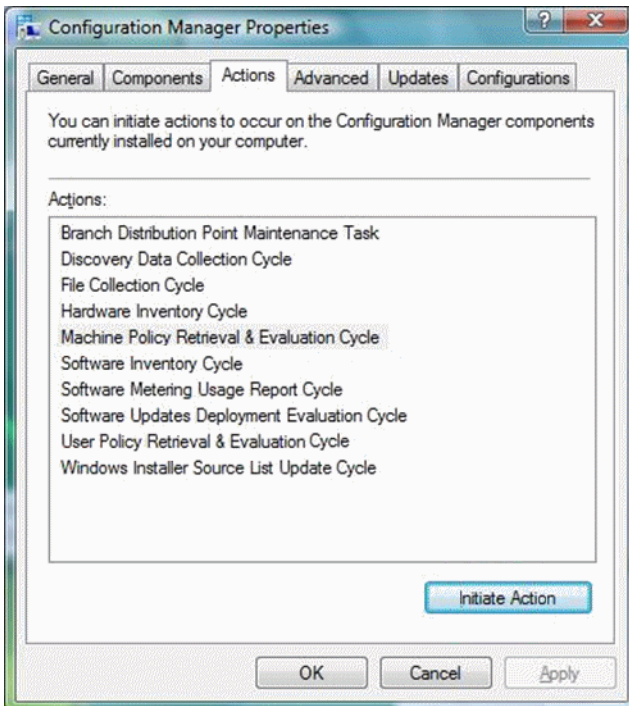 Configuration Manager Properties
General Components Actions Advanced Updates Configurations
You can initiate actions to occur on the Configuration Manager components
currently installed on your computer.
Actions:
Branch Distribution Point Maintenance Task
Discovery Data Collection Cycle
File Collection Cycle
Hardware Inventory Cycle
Machine Policy Retrieval & Evaluation Cycle
Software Inventory Cycle
Software Metering Usage Report Cycle
Software Updates Deployment Evaluation Cycle
User Policy Retrieval & Evaluation Cycle
Windows Installer Source List Update Cycle
Initiate Action
OK Cancel Apply